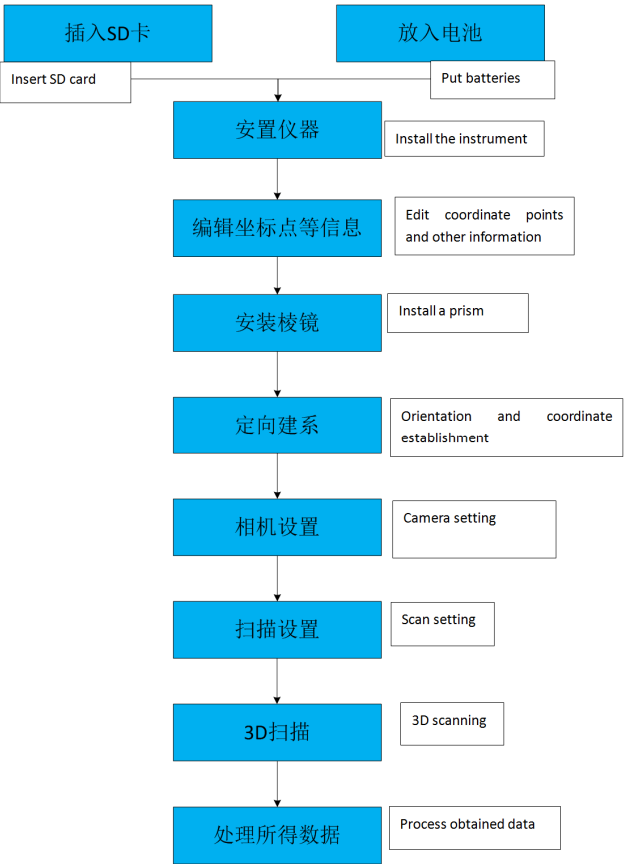 插入SD卡
放入电池
Insert SD card
Put batteries
安置仪器
Install the instrument
编辑坐标点等信息
Edit coordinate points
and other information
安装棱镜
Install a prism
定向建系
Orientation and coordinate
establishment
相机设置
Camera setting
扫描设置
Scan setting
3D扫描
3D scanning
处理所得数据
Process obtained data